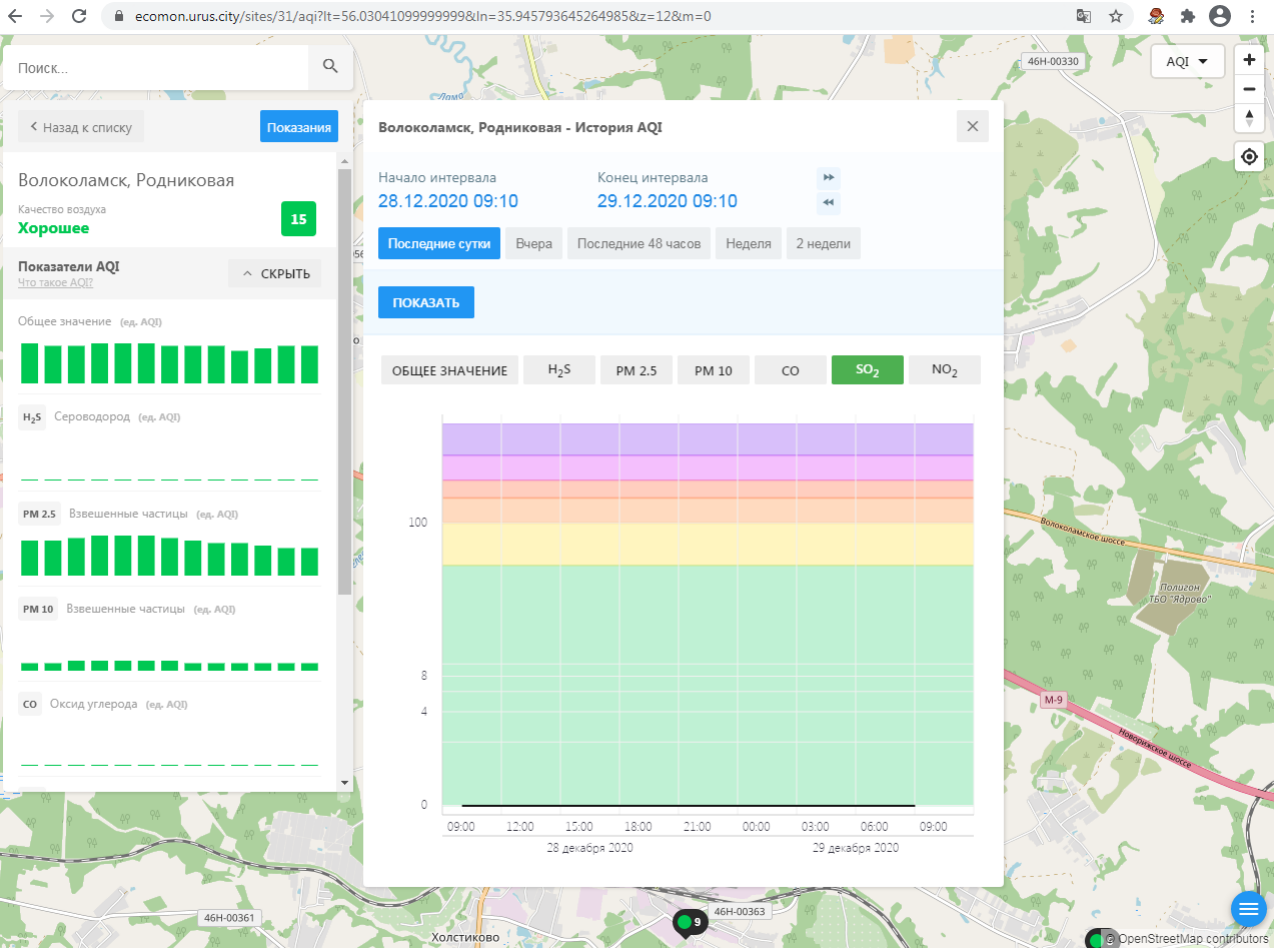 ecomon.urus.city/sites/31/aqi?lt=56.03041099999999&ln=35.945793645264985&z=12&m=0
Поиск...
46Н-00330
AQI
Назад к списку
Показания
Волоколамск, Родниковая - История AQI
Волоколамск, Родниковая
Качество воздуха
Хорошее
15
Показатели AQI
Что такое AQI?
СКРЫТЬ
Общее значение (ед. AQI)
H2S Сероводород (ед. AQI)
PM 2.5 Взвешенные частицы (ед. AQI)
PM 10 Взвешенные частицы (ед. AQI)
CO Оксид углерода (ед. AQI)
Начало интервала
Конец интервала
28.12.2020 09:10
29.12.2020 09:10
Последние сутки
Вчера
Последние 48 часов
Неделя
2 недели
ПОКАЗАТЬ
ОБЩЕЕ ЗНАЧЕНИЕ
H2S
PM 2.5
PM 10
CO
SO2
NO2
100
8
4
0
09:00 12:00 15:00 18:00 21:00 00:00 03:00 06:00 09:00
28 декабря 2020
29 декабря 2020
Волоколамское шоссе
Полигон
ТБО "Ядрово"
М-9
Новорижское шоссе
46Н-00361
46Н-00363
9
Холстиково
© OpenStreetMap contributors